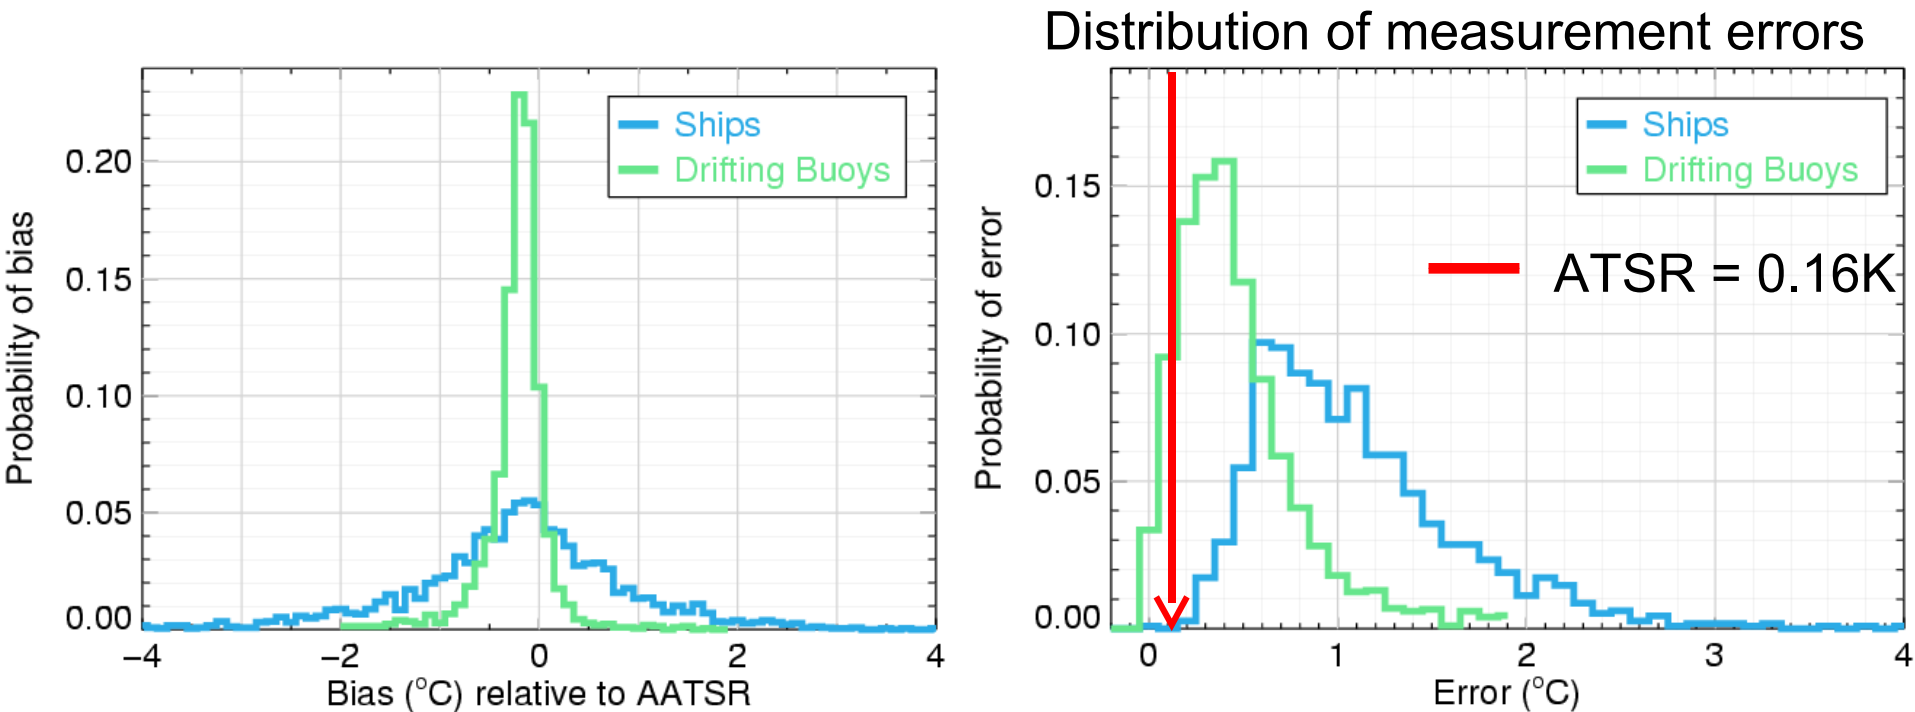 Distribution of measurement errors
Probability of bias
0.20
0.15
0.10
0.05
0.00
−4
−2
0
2
4
Bias (°C) relative to AATSR
Ships
Drifting Buoys
Probability of error
0.15
0.10
0.05
0.00
0
1
2
3
4
Error (°C)
Ships
Drifting Buoys
ATSR = 0.16K